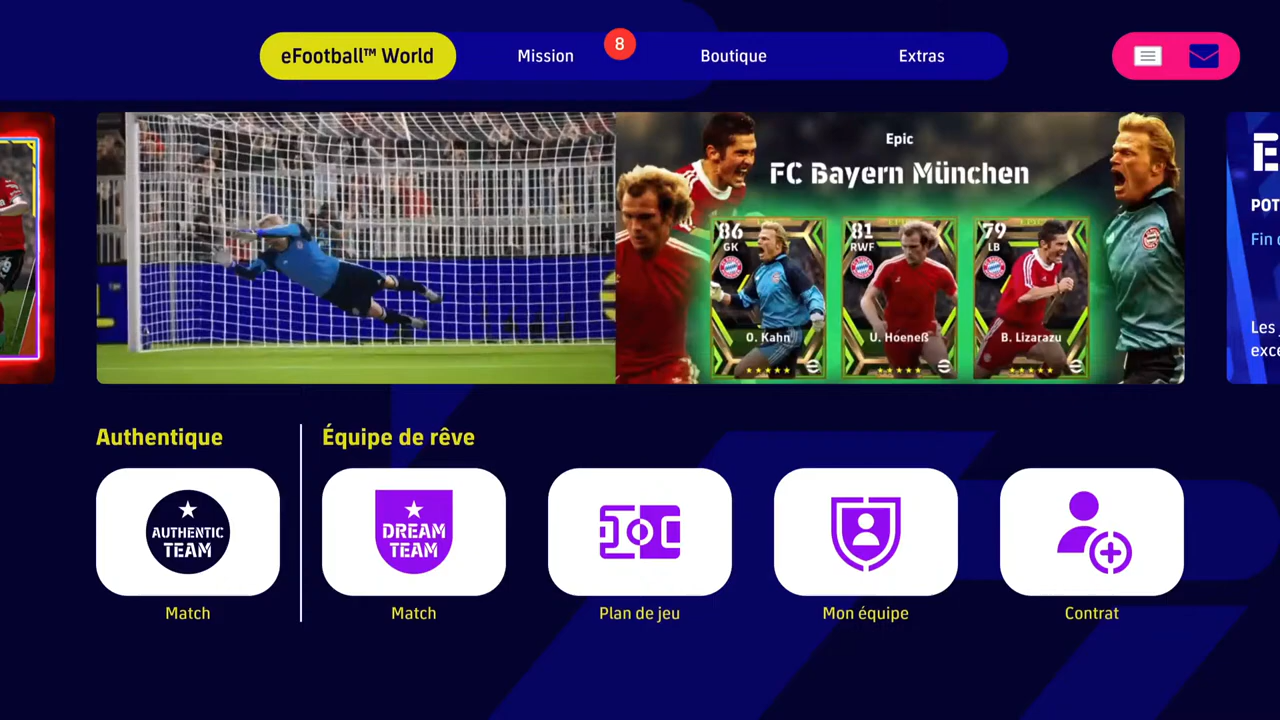 eFootball™ World
Mission
8
Boutique
Extras
Epic
FC Bayern München
86
GK
O. Kahn
81
RWF
U. Hoeneß
79
LB
B. Lizarazu
POT
Fin
Les
exce
Authentique
Équipe de rêve
AUTHENTIC
TEAM
DREAM
TEAM
Match
Match
Plan de jeu
Mon équipe
Contrat